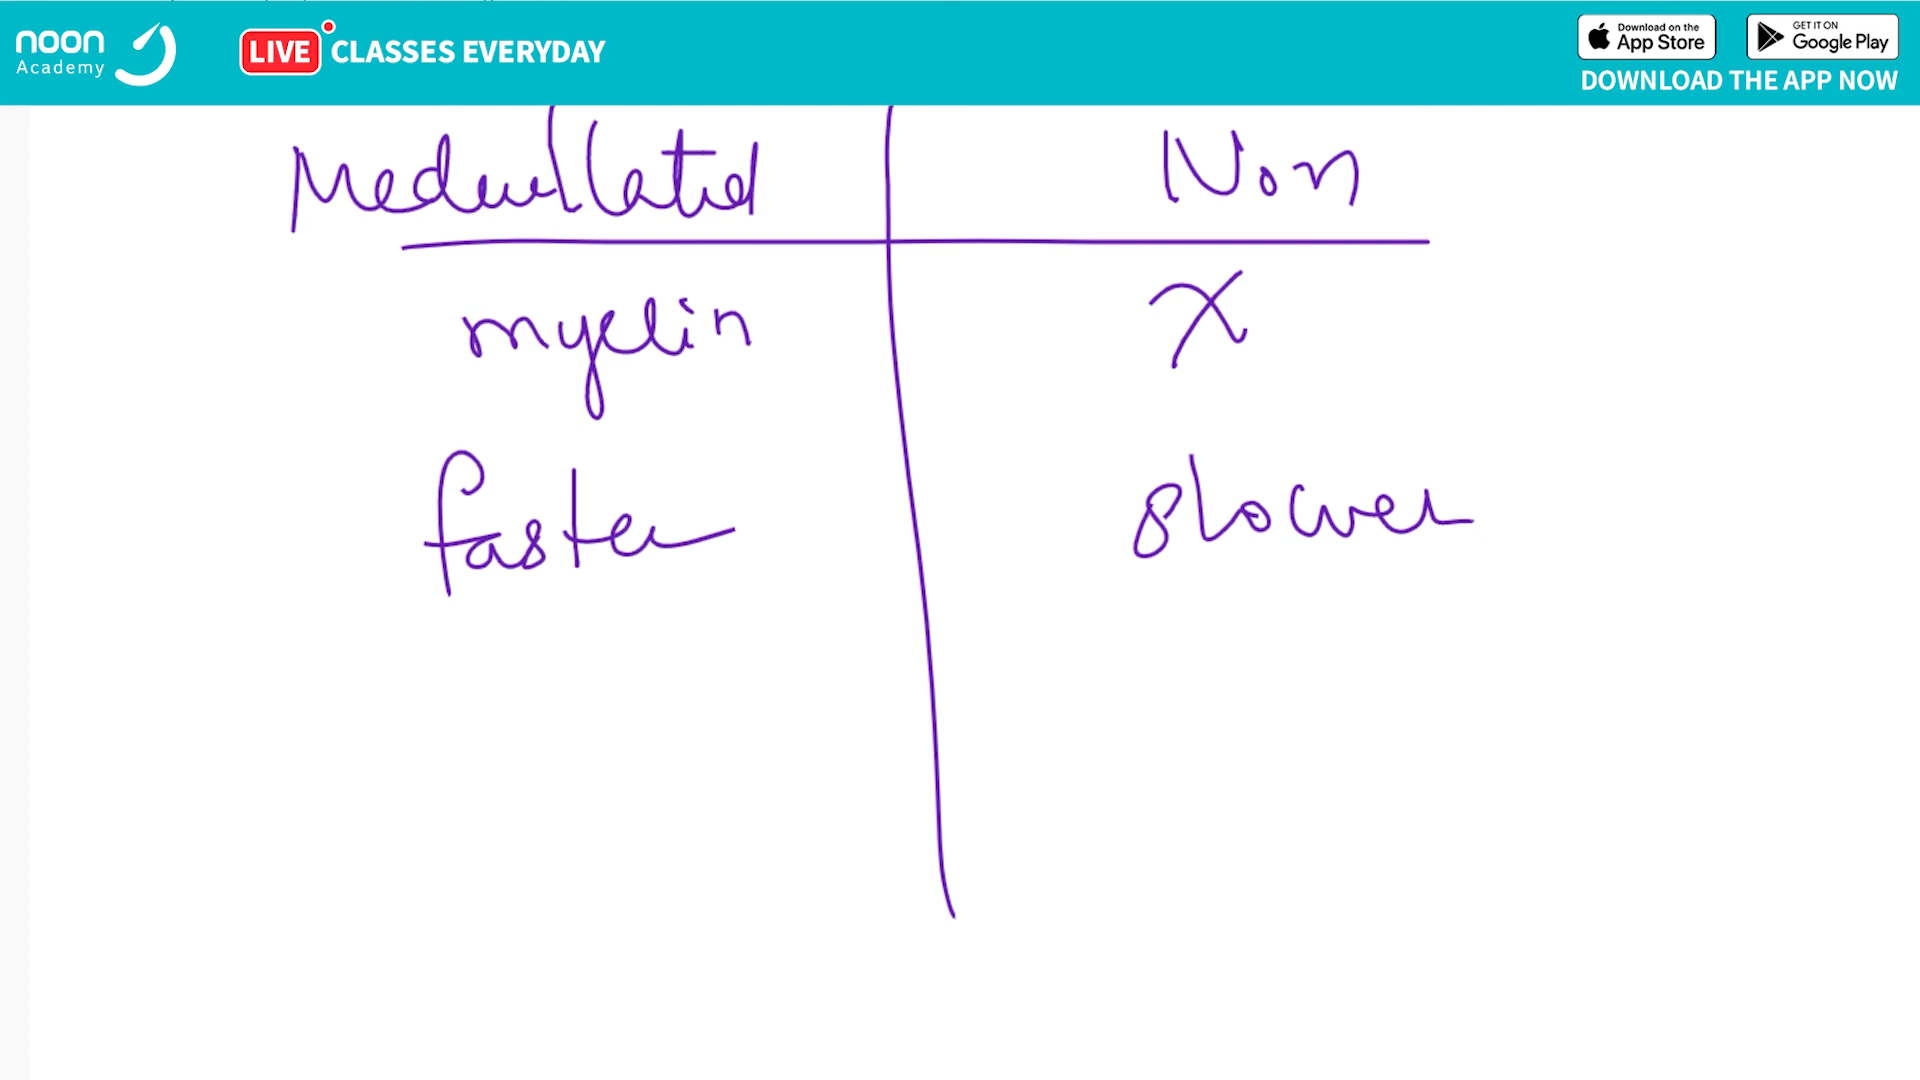 noon
Academy
LIVE CLASSES EVERYDAY
Download on the
App Store
GET IT ON
Google Play
DOWNLOAD THE APP NOW
Medullated Non
myelin X
faster slower